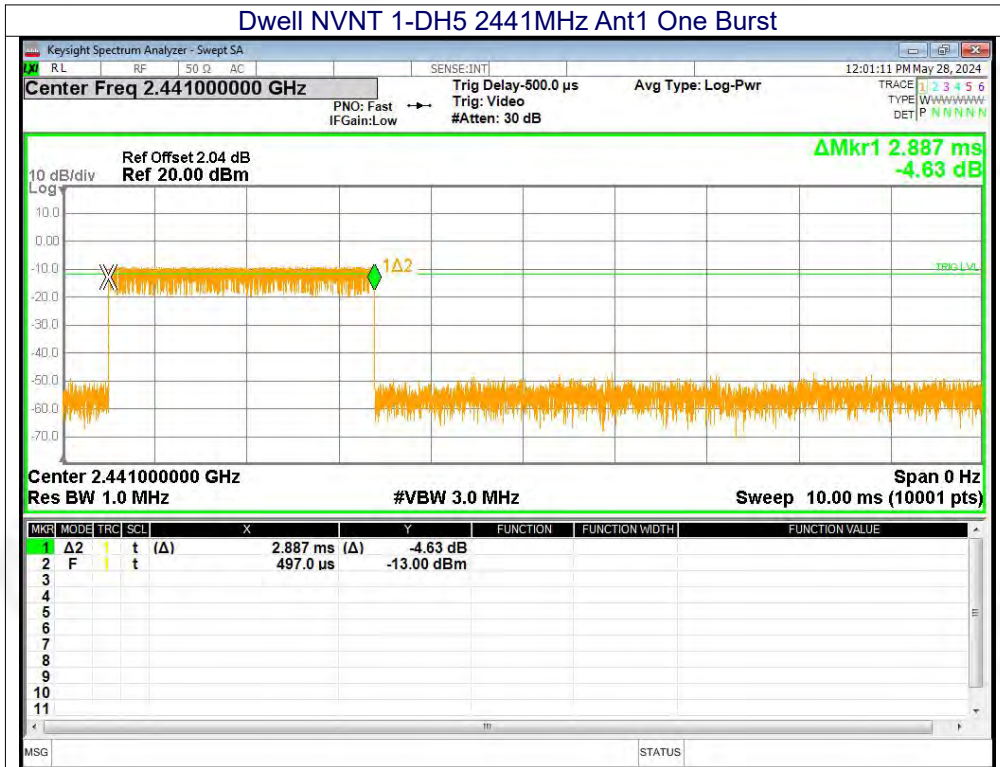 Dwell NVNT 1-DH5 2441MHz Ant1 One Burst
Keysight Spectrum Analyzer - Swept SA
LXI RL RF 50 Ω AC SENSE:INT 12:01:11 PM May 28, 2024
Center Freq 2.441000000 GHz
PNO: Fast
IFGain:Low
Trig Delay-500.0 µs
Trig: Video
#Atten: 30 dB
Avg Type: Log-Pwr
TRACE 1 2 3 4 5 6
TYPE WWWWWW
DET P N N N N N
ΔMkr1 2.887 ms
-4.63 dB
Ref Offset 2.04 dB
10 dB/div Ref 20.00 dBm
Log
10.0
0.00
-10.0
-20.0
-30.0
-40.0
-50.0
-60.0
-70.0
1Δ2
TRIG LVL
Center 2.441000000 GHz Span 0 Hz
Res BW 1.0 MHz #VBW 3.0 MHz Sweep 10.00 ms (10001 pts)
MKR MODE TRC SCL X Y FUNCTION FUNCTION WIDTH FUNCTION VALUE
1 Δ2 1 t (Δ) 2.887 ms (Δ) -4.63 dB
2 F 1 t 497.0 µs -13.00 dBm
3
4
5
6
7
8
9
10
11
MSG STATUS